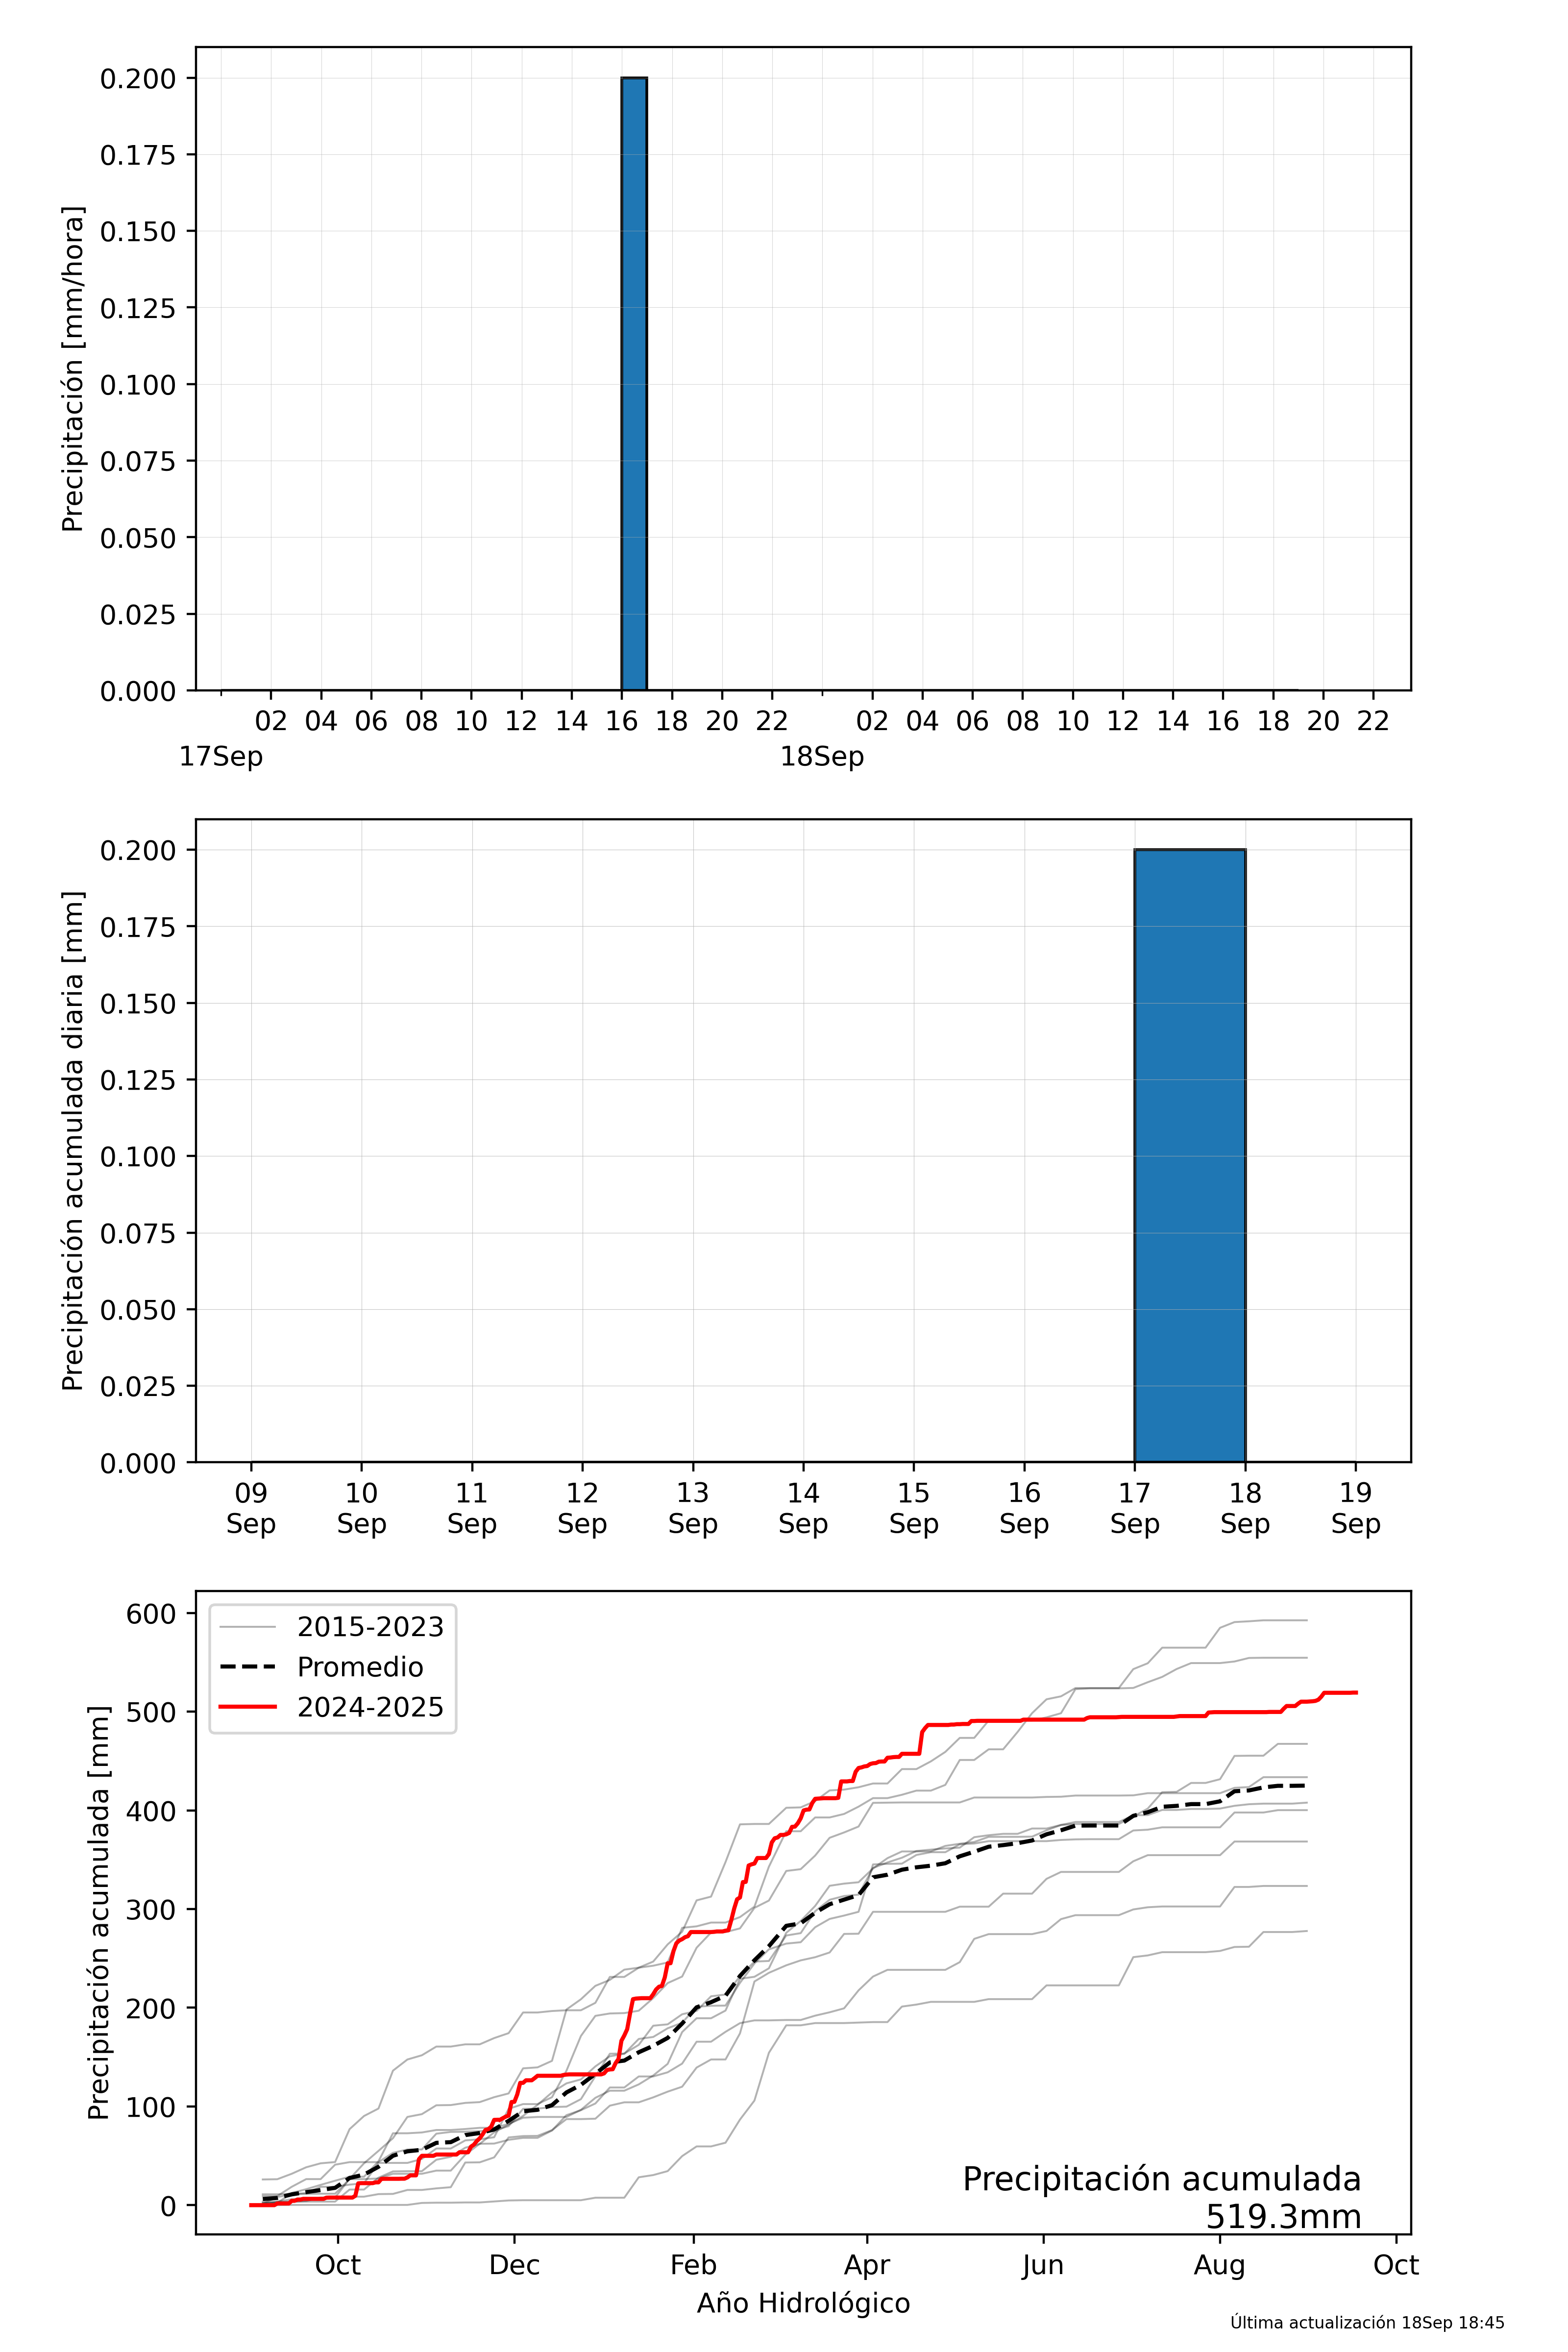 0.200
0.175
0.150
0.125
0.100
0.075
0.050
0.025
0.000
Precipitación [mm/hora]
02 04 06 08 10 12 14 16 18 20 22 02 04 06 08 10 12 14 16 18 20 22
17Sep 18Sep
0.200
0.175
0.150
0.125
0.100
0.075
0.050
0.025
0.000
Precipitación acumulada diaria [mm]
09 10 11 12 13 14 15 16 17 18 19
Sep Sep Sep Sep Sep Sep Sep Sep Sep Sep Sep
600
500
400
300
200
100
0
Precipitación acumulada [mm]
2015-2023
Promedio
2024-2025
Precipitación acumulada
519.3mm
Oct Dec Feb Apr Jun Aug Oct
Año Hidrológico
Última actualización 18Sep 18:45